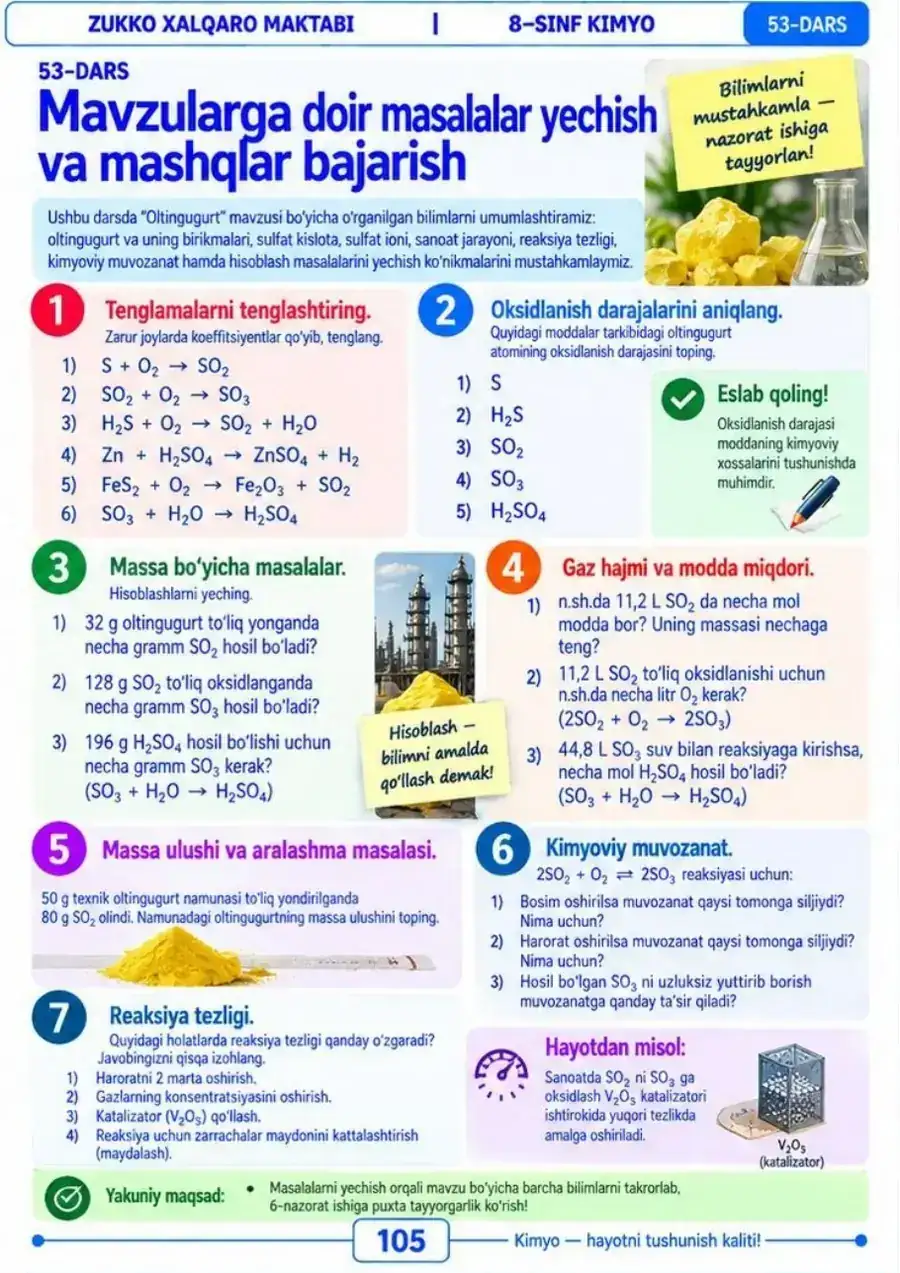 ZUKKO XALQARO MAKTABI | 8–SINF KIMYO
53–DARS
53–DARS
Mavzularga doir masalalar yechish
va mashqlar bajarish
Bilimlarni
mustahkamla —
nazorat ishiga
tayyorlan!
Ushbu darsda “Oltingugurt” mavzusi bo‘yicha o‘rganilgan bilimlarni umumlashtiramiz:
oltingugurt va uning birikmalari, sulfat kislota, sulfat ioni, sanoat jarayoni, reaksiya tezligi,
kimyoviy muvozanat hamda hisoblash masalalarini yechish ko‘nikmalarini mustahkamlaymiz.
1 Tenglamalarni tenglashtiring.
Zarur joylarda koeffitsiyentlar qo‘yib, tenglang.
1) S + O₂ → SO₂
2) SO₂ + O₂ → SO₃
3) H₂S + O₂ → SO₂ + H₂O
4) Zn + H₂SO₄ → ZnSO₄ + H₂
5) FeS₂ + O₂ → Fe₂O₃ + SO₂
6) SO₃ + H₂O → H₂SO₄
2 Oksidlanish darajalarini aniqlang.
Quyidagi moddalar tarkibidagi oltingugurt
atomining oksidlanish darajasini toping.
1) S
2) H₂S
3) SO₂
4) SO₃
5) H₂SO₄
Eslab qoling!
Oksidlanish darajasi
moddaning kimyoviy
xossalarini tushunishda
muhimdir.
3 Massa bo‘yicha masalalar.
Hisoblashlarni yeching.
1) 32 g oltingugurt to‘liq yonganda
necha gramm SO₂ hosil bo‘ladi?
2) 128 g SO₂ to‘liq oksidlanganda
necha gramm SO₃ hosil bo‘ladi?
3) 196 g H₂SO₄ hosil bo‘lishi uchun
necha gramm SO₃ kerak?
(SO₃ + H₂O → H₂SO₄)
Hisoblash —
bilimni amalda
qo‘llash demak!
4 Gaz hajmi va modda miqdori.
1) n.sh.da 11,2 L SO₂ da necha mol
modda bor? Uning massasi nechaga
teng?
2) 11,2 L SO₂ to‘liq oksidlanishi uchun
n.sh.da necha litr O₂ kerak?
(2SO₂ + O₂ → 2SO₃)
3) 44,8 L SO₃ suv bilan reaksiyaga kirishsa,
necha mol H₂SO₄ hosil bo‘ladi?
(SO₃ + H₂O → H₂SO₄)
5 Massa ulushi va aralashma masalasi.
50 g texnik oltingugurt namunasi to‘liq yondirilganda
80 g SO₂ olindi. Namunadagi oltingugurtning massa ulushini toping.
6 Kimyoviy muvozanat.
2SO₂ + O₂ ⇌ 2SO₃ reaksiyasi uchun:
1) Bosim oshirilsa muvozanat qaysi tomonga siljiydi?
Nima uchun?
2) Harorat oshirilsa muvozanat qaysi tomonga siljiydi?
Nima uchun?
3) Hosil bo‘lgan SO₃ ni uzluksiz yuttirib borish
muvozanatga qanday ta’sir qiladi?
7 Reaksiya tezligi.
Quyidagi holatlarda reaksiya tezligi qanday o‘zgaradi?
Javobingizni qisqa izohlang.
1) Haroratni 2 marta oshirish.
2) Gazlarning konsentratsiyasini oshirish.
3) Katalizator (V₂O₅) qo‘llash.
4) Reaksiya uchun zarrachalar maydonini kattalashtirish
(maydalash).
Hayotdan misol:
Sanoatda SO₂ ni SO₃ ga
oksidlash V₂O₅ katalizatori
ishtirokida yuqori tezlikda
amalga oshiriladi.
V₂O₅
(katalizator)
Yakuniy maqsad: • Masalalarni yechish orqali mavzu bo‘yicha barcha bilimlarni takrorlab,
6-nazorat ishiga puxta tayyorgarlik ko‘rish!
105
Kimyo — hayotni tushunish kaliti!